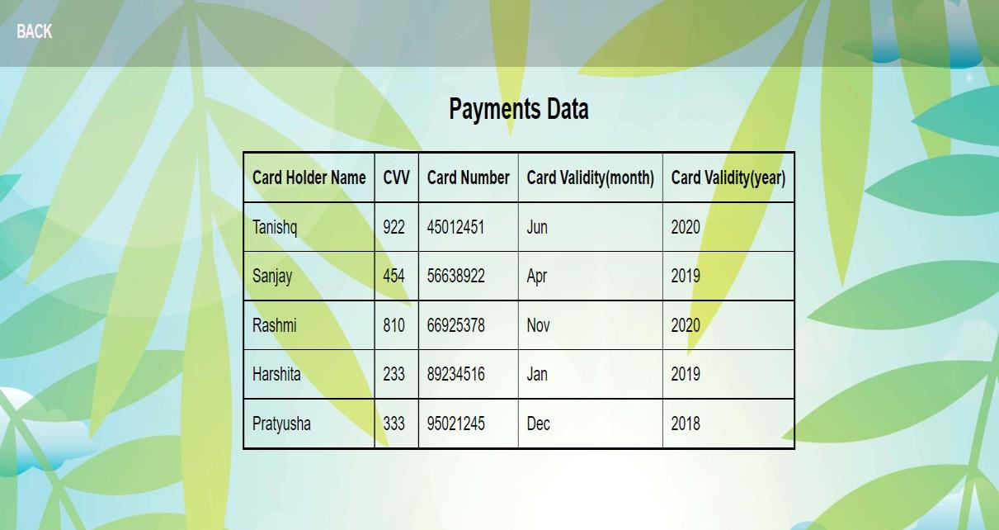 BACK
Payments Data
Card Holder Name CVV Card Number Card Validity(month) Card Validity(year)
Tanishq 922 45012451 Jun 2020
Sanjay 454 56638922 Apr 2019
Rashmi 810 66925378 Nov 2020
Harshita 233 89234516 Jan 2019
Pratyusha 333 95021245 Dec 2018